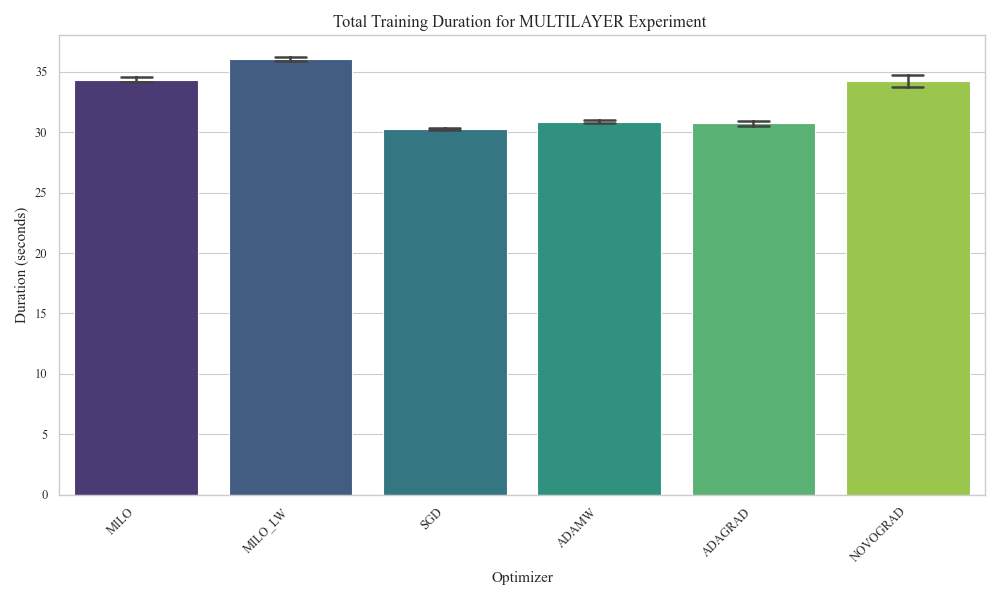 Total Training Duration for MULTILAYER Experiment
Duration (seconds)
35
30
25
20
15
10
5
0
MILO
MILO_LW
SGD
ADAMW
ADAGRAD
NOVOGRAD
Optimizer